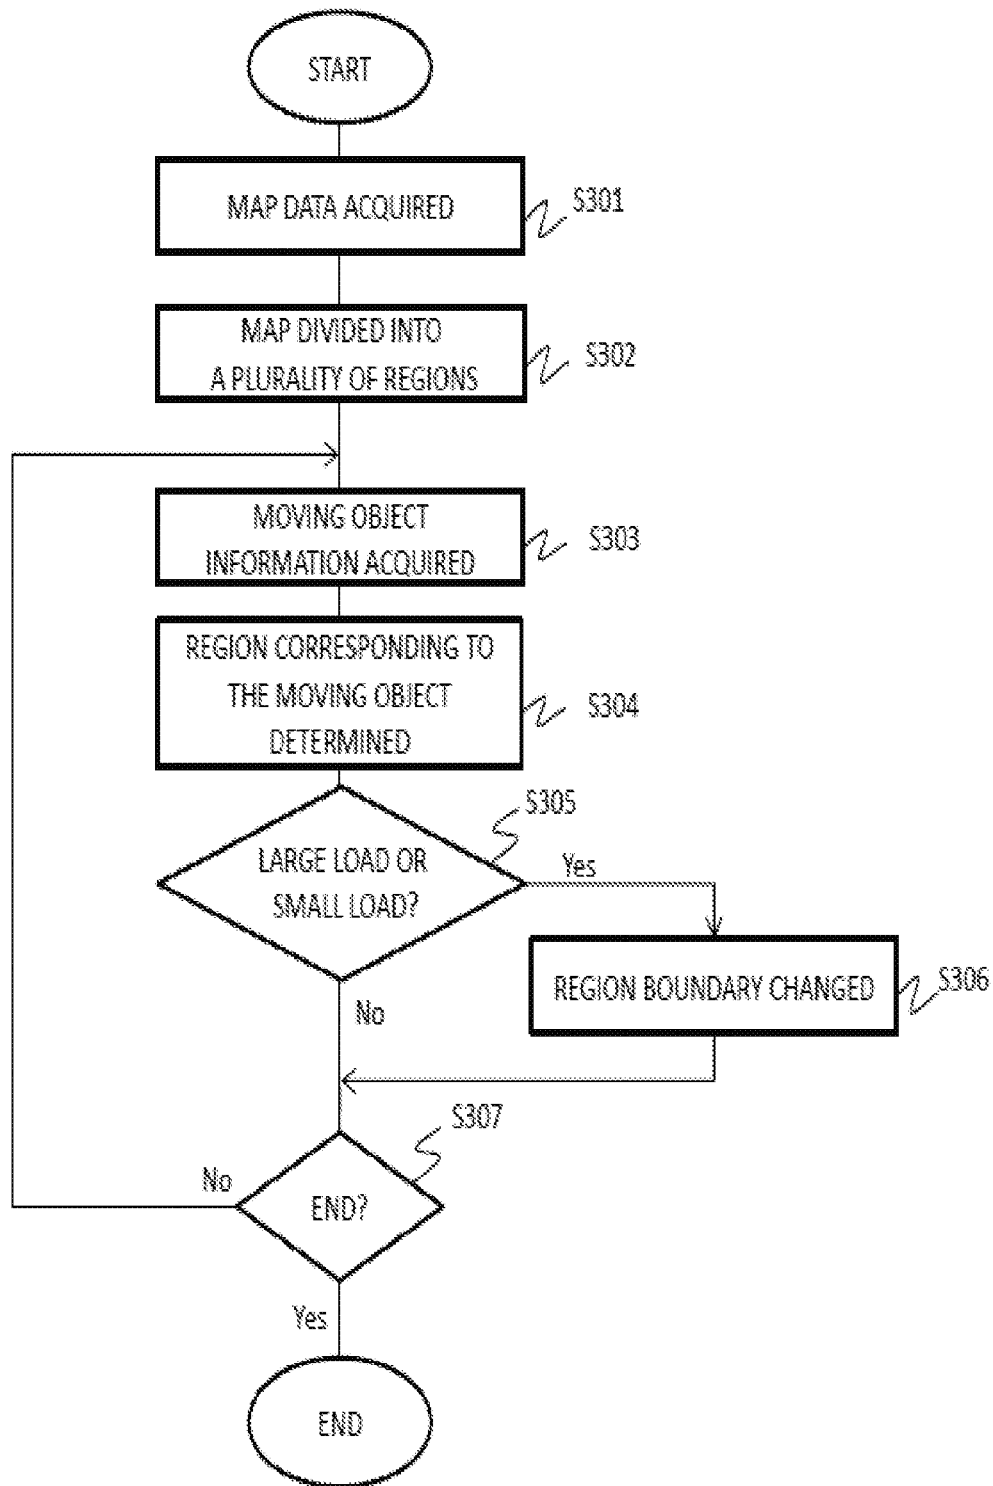 START
MAP DATA ACQUIRED
S301
MAP DIVIDED INTO
A PLURALITY OF REGIONS
S302
MOVING OBJECT
INFORMATION ACQUIRED
S303
REGION CORRESPONDING TO
THE MOVING OBJECT
DETERMINED
S304
S305
LARGE LOAD OR
SMALL LOAD?
Yes
REGION BOUNDARY CHANGED
S306
No
S307
No
END?
Yes
END